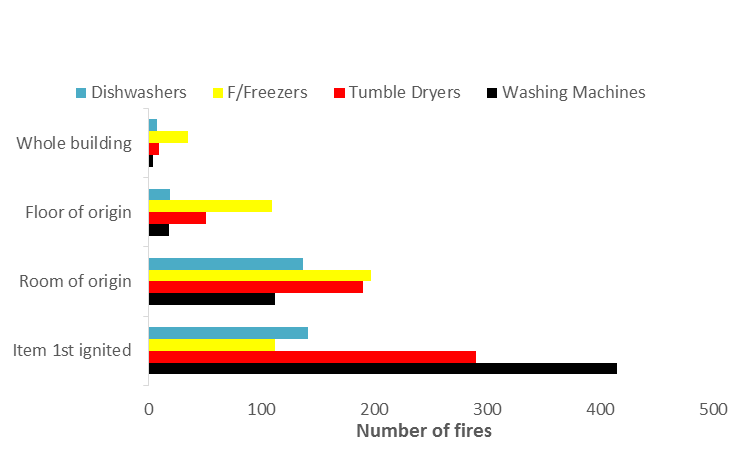 Dishwashers F/Freezers Tumble Dryers Washing Machines
Whole building
Floor of origin
Room of origin
Item 1st ignited
0 100 200 300 400 500
Number of fires